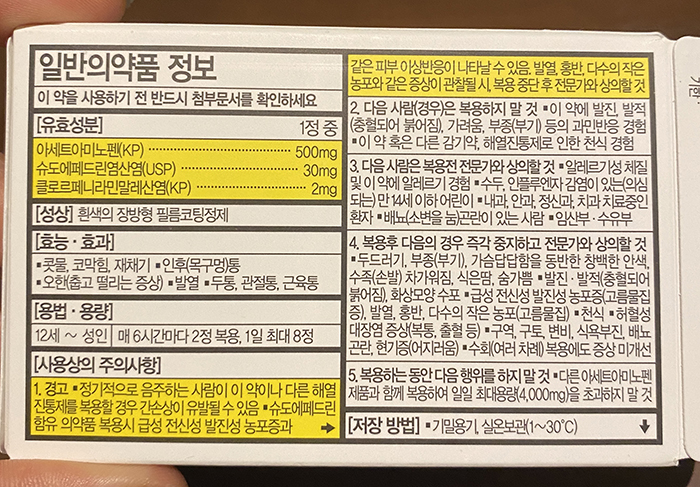 일반의약품 정보
이 약을 사용하기 전 반드시 첨부문서를 확인하세요
[유효성분] 1정 중
아세트아미노펜(KP) 500mg
슈도에페드린염산염(USP) 30mg
클로르페니라민말레산염(KP) 2mg
[성상] 흰색의 장방형 필름코팅정제
[효능·효과]
▪콧물, 코막힘, 재채기 ▪인후(목구멍)통
▪오한(춥고 떨리는 증상) ▪발열 ▪두통, 관절통, 근육통
[용법·용량]
12세 ~ 성인 매 6시간마다 2정 복용, 1일 최대 8정
[사용상의 주의사항]
1. 경고 ▪정기적으로 음주하는 사람이 이 약이나 다른 해열
진통제를 복용할 경우 간손상이 유발될 수 있음 ▪슈도에페드린
함유 의약품 복용시 급성 전신성 발진성 농포증과 →
같은 피부 이상반응이 나타날 수 있음. 발열, 홍반, 다수의 작은
농포와 같은 증상이 관찰될 시, 복용 중단 후 전문가와 상의할 것
2. 다음 사람(경우)은 복용하지 말 것 ▪이 약에 발진, 발적
(충혈되어 붉어짐), 가려움, 부종(부기) 등의 과민반응 경험
▪이 약 혹은 다른 감기약, 해열진통제로 인한 천식 경험
3. 다음 사람은 복용전 전문가와 상의할 것 ▪알레르기성 체질
및 이 약에 알레르기 경험 ▪수두, 인플루엔자 감염이 있는(의심
되는) 만 14세 이하 어린이 ▪내과, 안과, 정신과, 치과 치료중인
환자 ▪배뇨(소변을 눔)곤란이 있는 사람 ▪임산부·수유부
4. 복용후 다음의 경우 즉각 중지하고 전문가와 상의할 것
▪두드러기, 부종(부기), 가슴답답함을 동반한 창백한 안색,
수족(손발) 차가워짐, 식은땀, 숨가쁨 ▪발진·발적(충혈되어
붉어짐), 화상모양 수포 ▪급성 전신성 발진성 농포증(고름물집
증), 발열, 홍반, 다수의 작은 농포(고름물집) ▪천식 ▪허혈성
대장염 증상(복통, 출혈 등) ▪구역, 구토, 변비, 식욕부진, 배뇨
곤란, 현기증(어지러움) ▪수회(여러 차례) 복용에도 증상 미개선
5. 복용하는 동안 다음 행위를 하지 말 것 ▪다른 아세트아미노펜
제품과 함께 복용하여 일일 최대용량(4,000mg)을 초과하지 말 것
[저장 방법] ▪기밀용기, 실온보관(1~30℃) ↓